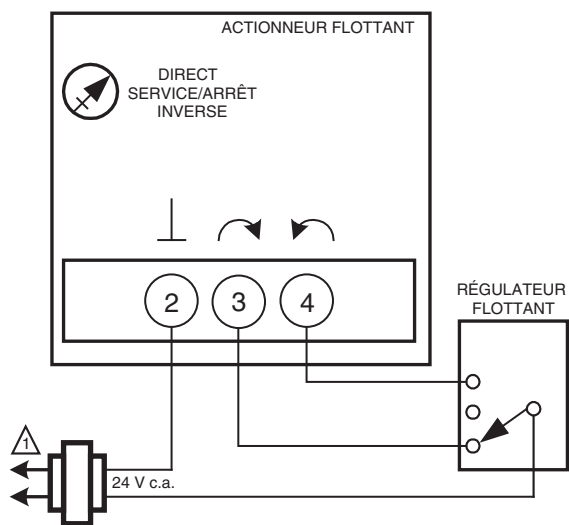 ACTIONNEUR FLOTTANT
DIRECT
SERVICE/ARRÊT
INVERSE
2
3
4
RÉGULATEUR
FLOTTANT
1
24 V c.a.